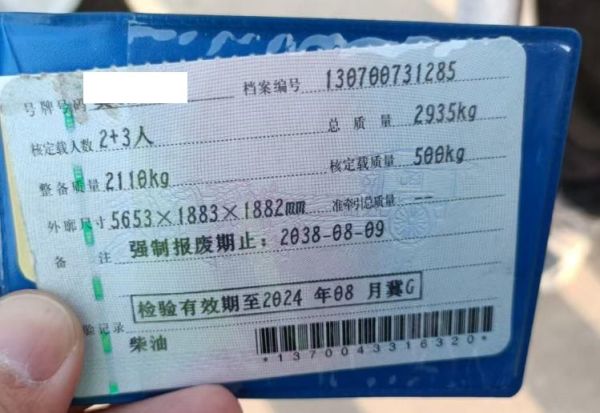 号牌号码 档案编号 130700731285
核定载人数 2+3人 总质量 2935kg
整备质量 2110kg 核定载质量 500kg
外廓尺寸 5653×1883×1882mm 准牵引总质量 --
备注 强制报废期止：2038-08-09
检验有效期至2024 年08 月冀G
验记录 柴油
*1370043316320*